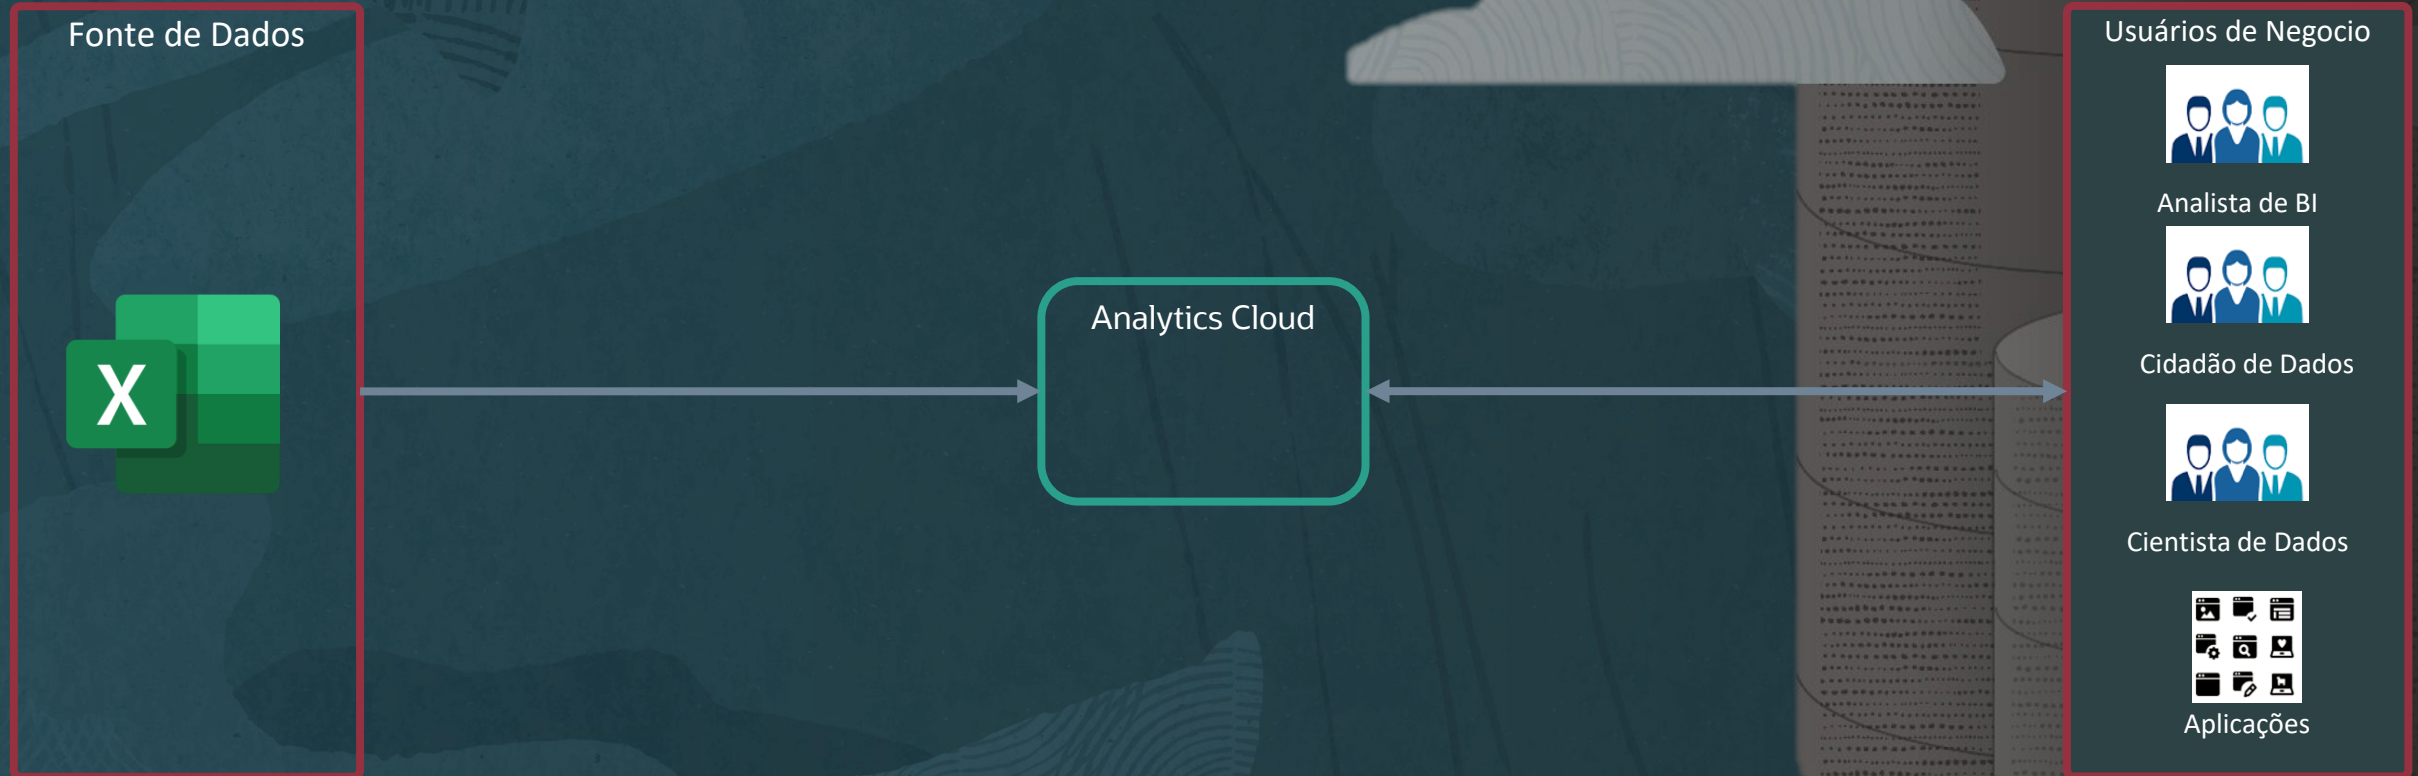 Fonte de Dados
X
Analytics Cloud
Usuários de Negocio
Analista de BI
Cidadão de Dados
Cientista de Dados
Aplicações